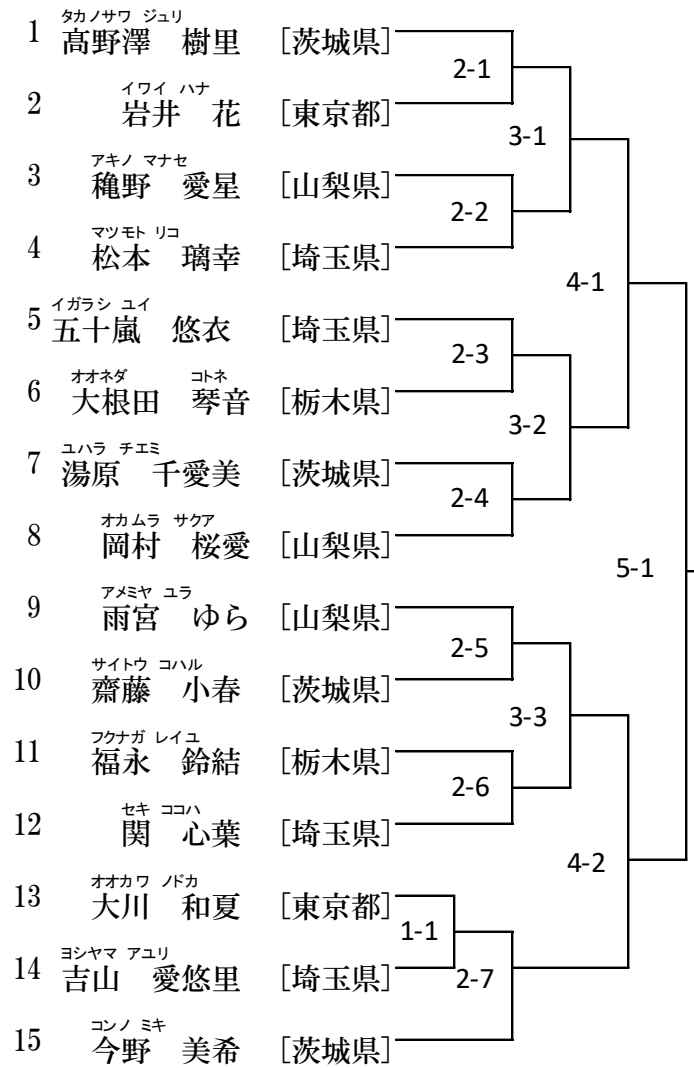 タカノサワ ジュリ
1 髙野澤 樹里 [茨城県]
2-1
イワイ ハナ
2 岩井 花 [東京都]
3-1
アキノ マナセ
3 穐野 愛星 [山梨県]
2-2
マツモト リコ
4 松本 璃幸 [埼玉県]
4-1
イガラシ ユイ
5 五十嵐 悠衣 [埼玉県]
2-3
オオネダ コトネ
6 大根田 琴音 [栃木県]
3-2
ユハラ チエミ
7 湯原 千愛美 [茨城県]
2-4
オカムラ サクア
8 岡村 桜愛 [山梨県]
5-1
アメミヤ ユラ
9 雨宮 ゆら [山梨県]
2-5
サイトウ コハル
10 齋藤 小春 [茨城県]
3-3
フクナガ レイユ
11 福永 鈴結 [栃木県]
2-6
セキ ココハ
12 関 心葉 [埼玉県]
4-2
オオカワ ノドカ
13 大川 和夏 [東京都]
1-1
ヨシヤマ アユリ
14 吉山 愛悠里 [埼玉県]
2-7
コンノ ミキ
15 今野 美希 [茨城県]